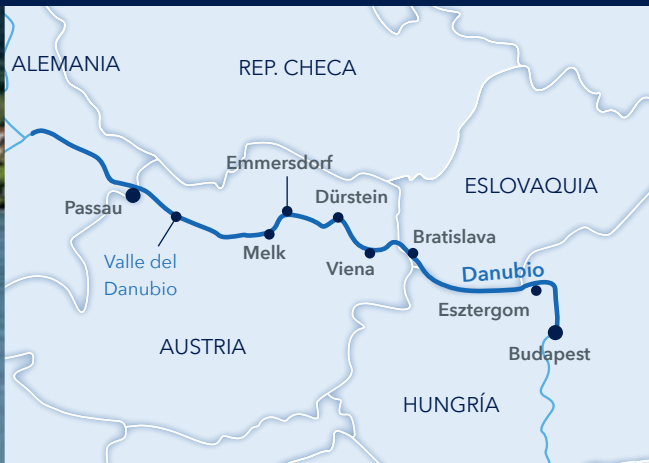 ALEMANIA
REP. CHECA
Emmersdorf
Dürstein
ESLOVAQUIA
Passau
Bratislava
Melk
Viena
Valle del
Danubio
Danubio
Esztergom
AUSTRIA
Budapest
HUNGRÍA